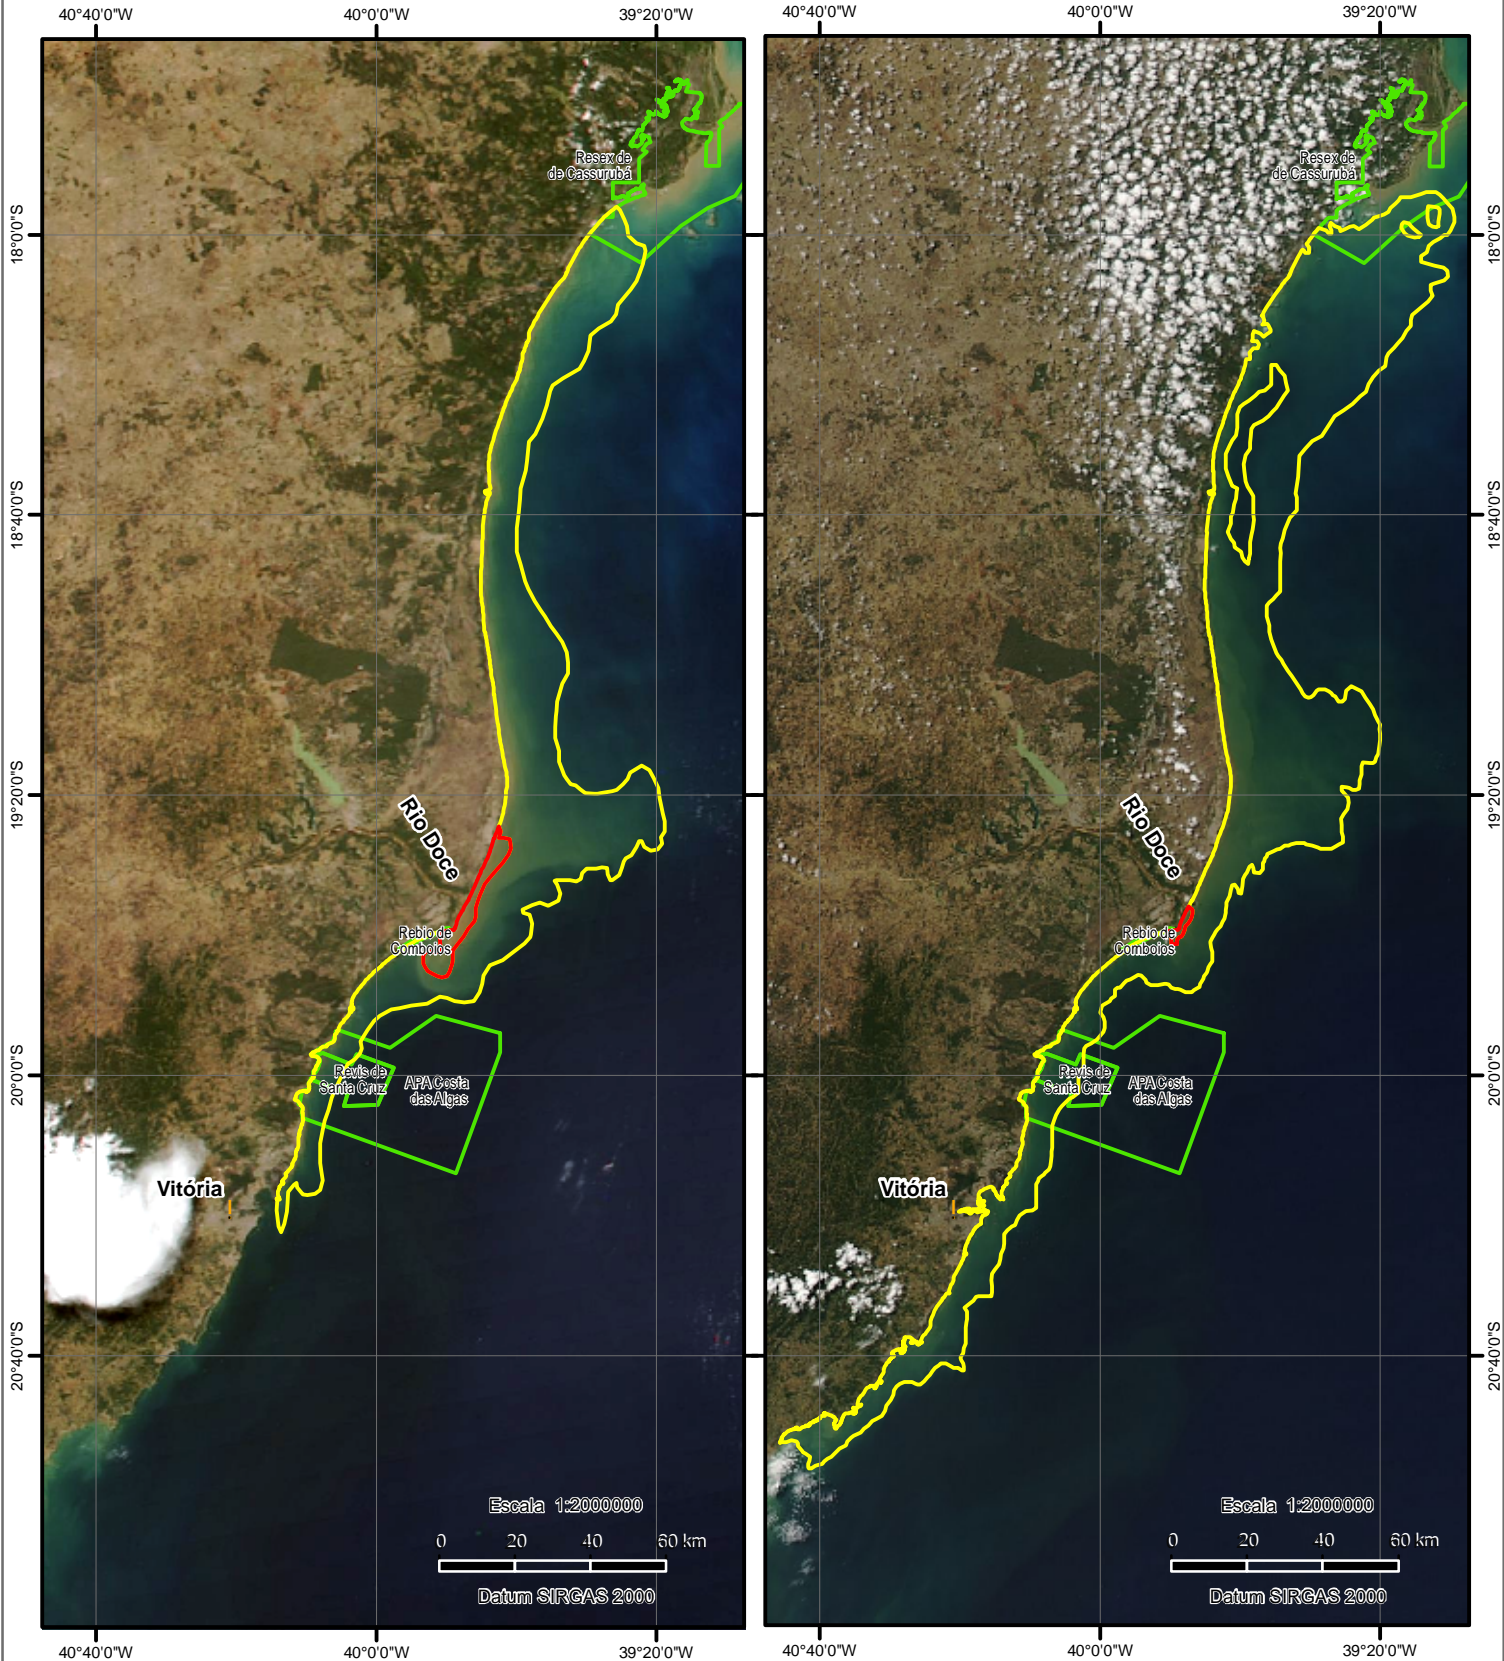 40°40'0"W
40°0'0"W
39°20'0"W
18°0'0"S
18°40'0"S
19°20'0"S
20°0'0"S
20°40'0"S
Resex de
de Cassurubá
Rio Doce
Rebio de
Comboios
Revis de
Santa Cruz
APA Costa
das Algas
Vitória
Escala 1:2000000
0 20 40 60 km
Datum SIRGAS 2000
40°40'0"W
40°0'0"W
39°20'0"W
40°40'0"W
40°0'0"W
39°20'0"W
Resex de
de Cassurubá
Rio Doce
Rebio de
Comboios
Revis de
Santa Cruz
APA Costa
das Algas
Vitória
Escala 1:2000000
0 20 40 60 km
Datum SIRGAS 2000
18°0'0"S
18°40'0"S
19°20'0"S
20°0'0"S
20°40'0"S
40°40'0"W
40°0'0"W
39°20'0"W